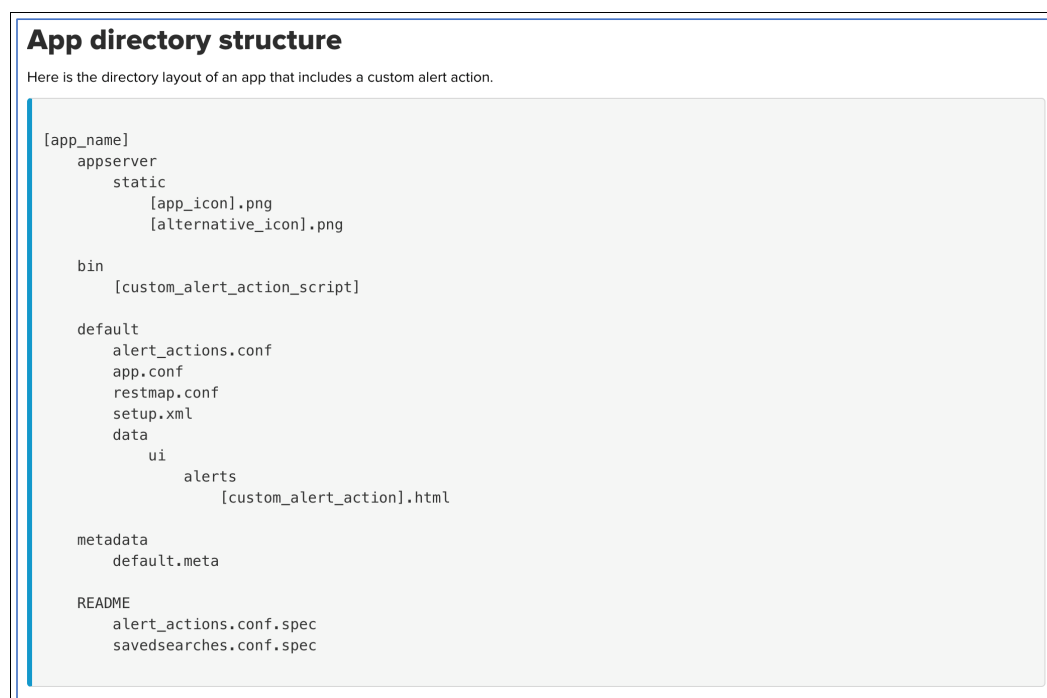 App directory structure
Here is the directory layout of an app that includes a custom alert action.
[app_name]
    appserver
        static
            [app_icon].png
            [alternative_icon].png
    bin
        [custom_alert_action_script]
    default
        alert_actions.conf
        app.conf
        restmap.conf
        setup.xml
        data
            ui
                alerts
                    [custom_alert_action].html
    metadata
        default.meta
    README
        alert_actions.conf.spec
        savedsearches.conf.spec